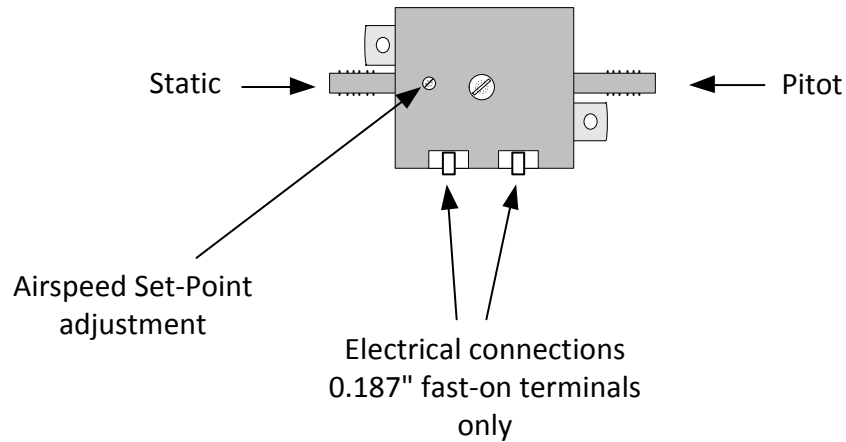 Static
Pitot
Airspeed Set-Point
adjustment
Electrical connections
0.187" fast-on terminals
only